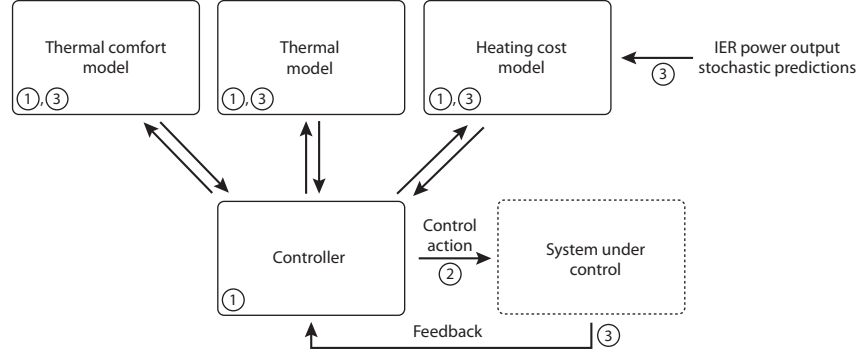 Thermal comfort
model
①,③
Thermal
model
①,③
Heating cost
model
①,③
IER power output
stochastic predictions
③
Controller
①
Control
action
②
System under
control
Feedback
③